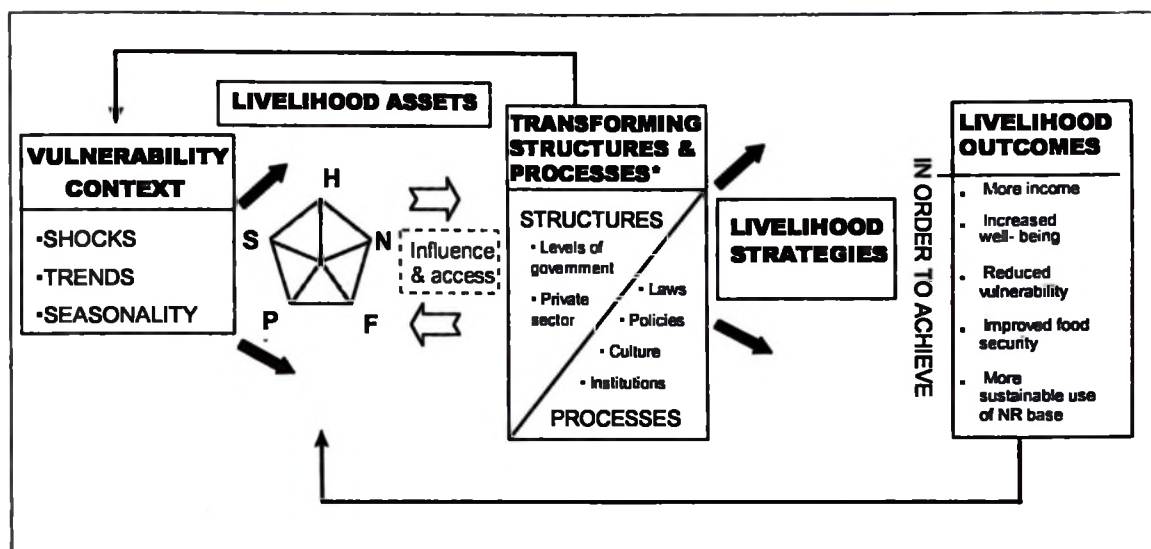 LIVELIHOOD ASSETS
VULNERABILITY
CONTEXT
▪SHOCKS
▪TRENDS
▪SEASONALITY
H
S
N
P
F
Influence
& access
TRANSFORMING
STRUCTURES &
PROCESSES*
STRUCTURES
▪ Levels of
government
▪ Private
sector
▪ Laws
▪ Policies
▪ Culture
▪ Institutions
PROCESSES
LIVELIHOOD
STRATEGIES
IN ORDER TO ACHIEVE
LIVELIHOOD
OUTCOMES
▪ More income
▪ Increased
well- being
▪ Reduced
vulnerability
▪ Improved food
security
▪ More
sustainable use
of NR base